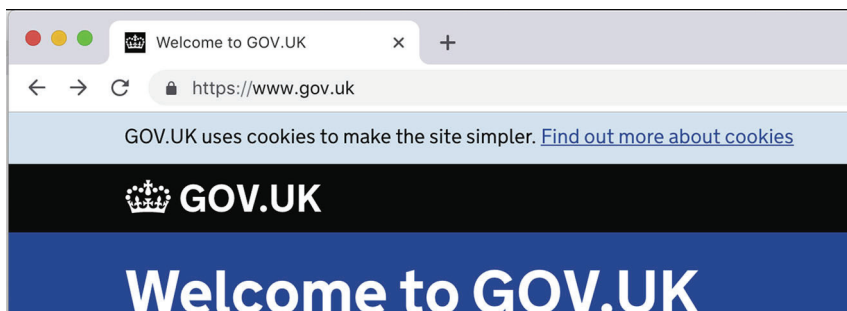 Welcome to GOV.UK
https://www.gov.uk
GOV.UK uses cookies to make the site simpler. Find out more about cookies
GOV.UK
Welcome to GOV.UK